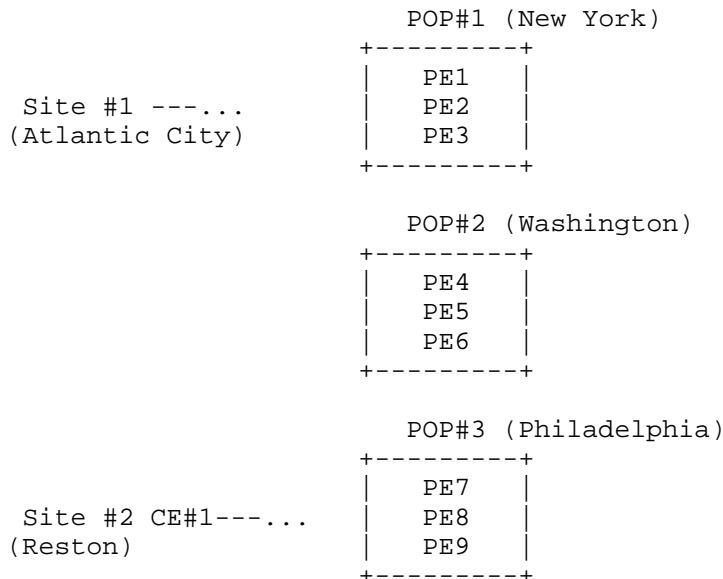 POP#1 (New York)
                        +---------+
                        |   PE1   |
 Site #1 ---...         |   PE2   |
(Atlantic City)         |   PE3   |
                        +---------+

                           POP#2 (Washington)
                        +---------+
                        |   PE4   |
                        |   PE5   |
                        |   PE6   |
                        +---------+

                           POP#3 (Philadelphia)
                        +---------+
                        |   PE7   |
 Site #2 CE#1---...     |   PE8   |
(Reston)                |   PE9   |
                        +---------+